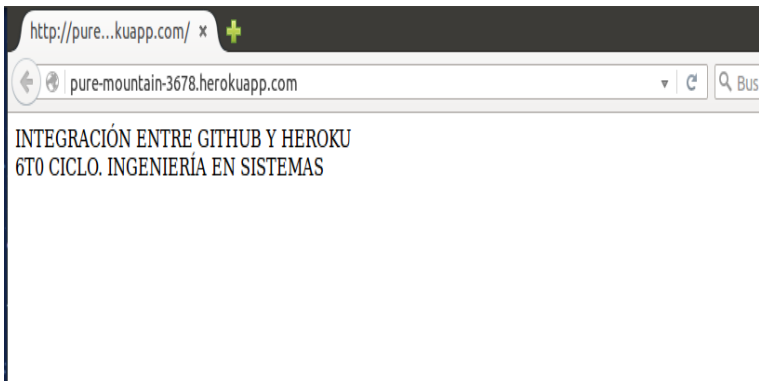 http://pure...kuapp.com/
pure-mountain-3678.herokuapp.com
Bus
INTEGRACIÓN ENTRE GITHUB Y HEROKU
6T0 CICLO. INGENIERÍA EN SISTEMAS